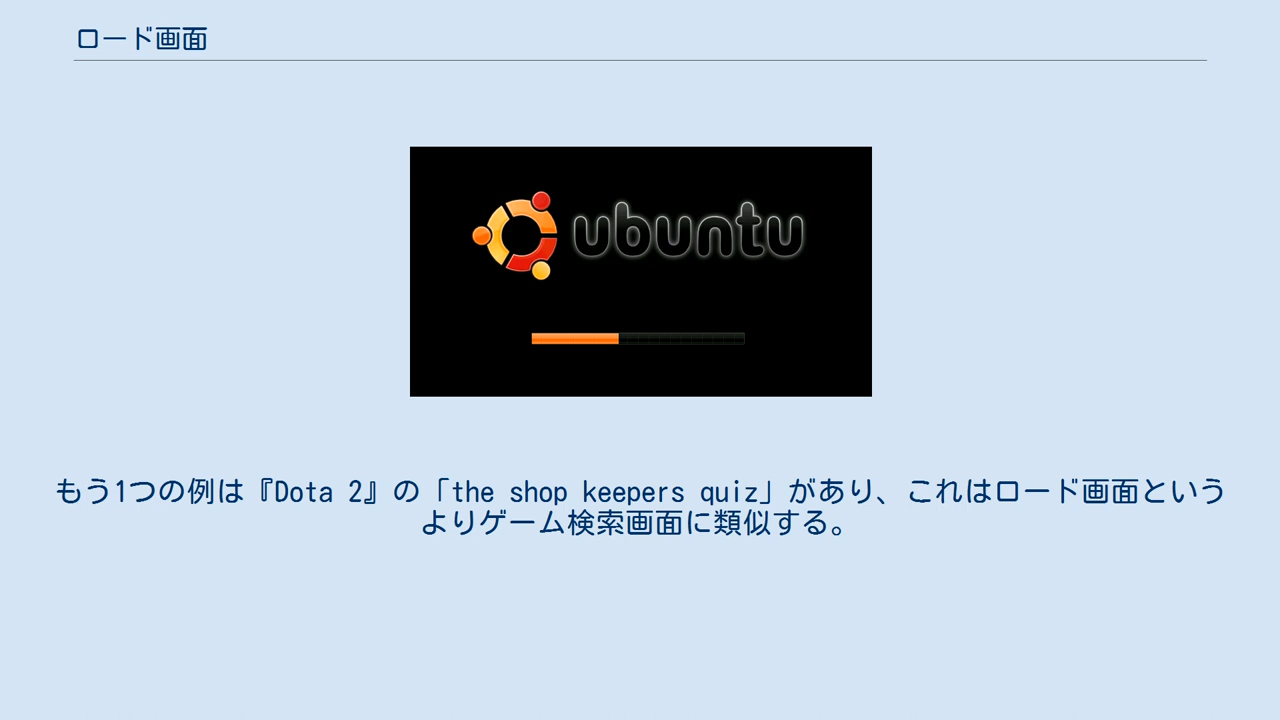 ロード画面
ubuntu
もう1つの例は『Dota 2』の「the shop keepers quiz」があり、これはロード画面という
よりゲーム検索画面に類似する。